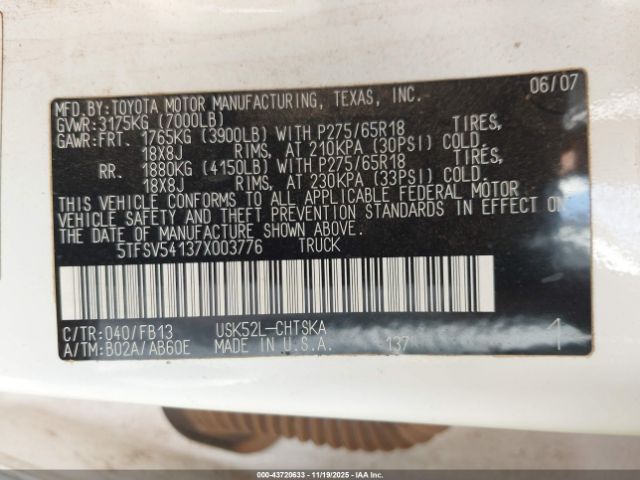 06/07
MFD.BY:TOYOTA MOTOR MANUFACTURING, TEXAS, INC.
GVWR:3175KG (7000LB)
GAWR:FRT. 1765KG (3900LB) WITH P275/65R18 TIRES,
18X8J RIMS, AT 210KPA (30PSI) COLD.
RR. 1880KG (4150LB) WITH P275/65R18 TIRES,
18X8J RIMS, AT 230KPA (33PSI) COLD.
THIS VEHICLE CONFORMS TO ALL APPLICABLE FEDERAL MOTOR
VEHICLE SAFETY AND THEFT PREVENTION STANDARDS IN EFFECT ON
THE DATE OF MANUFACTURE SHOWN ABOVE.
5TFSV54137X003776 TRUCK
C/TR:040/FB13 USK52L-CHTSKA
A/TM:B02A/AB60E MADE IN U.S.A. 137 1
000-43720633 - 11/19/2025 - IAAI, Inc.